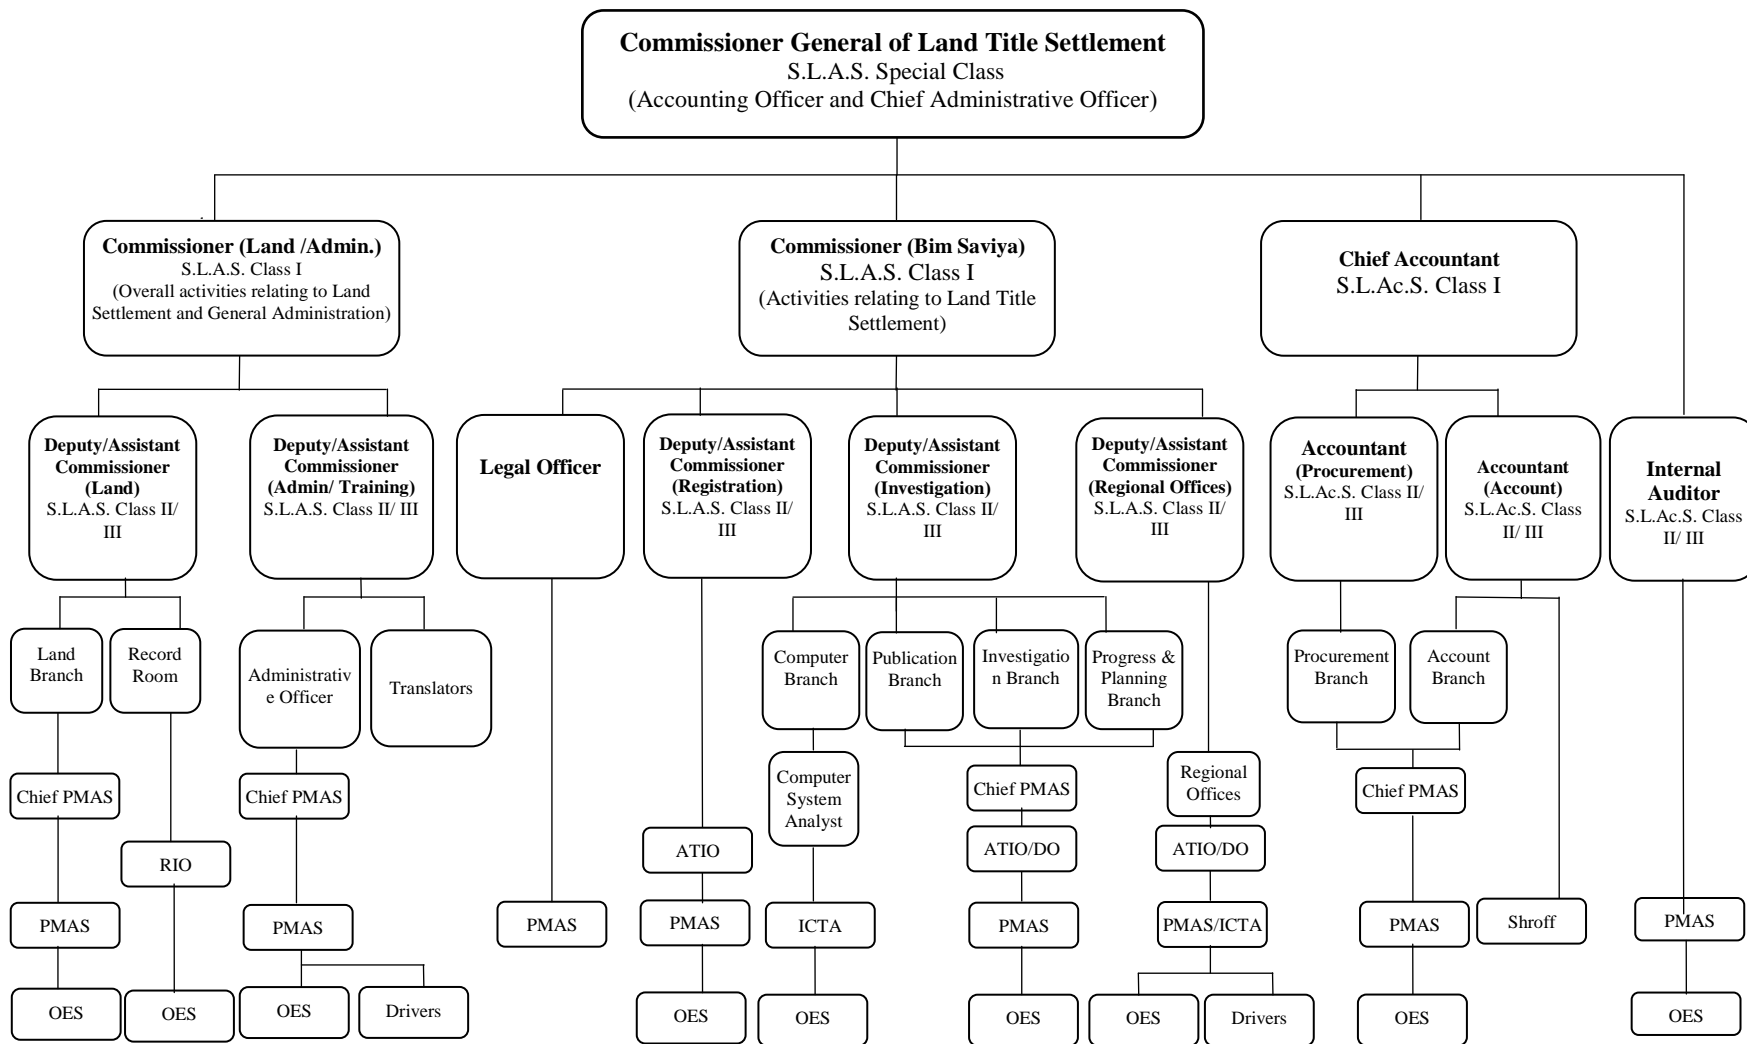 Commissioner General of Land Title Settlement
S.L.A.S. Special Class
(Accounting Officer and Chief Administrative Officer)
Commissioner (Land /Admin.)
S.L.A.S. Class I
(Overall activities relating to Land
Settlement and General Administration)
Commissioner (Bim Saviya)
S.L.A.S. Class I
(Activities relating to Land Title
Settlement)
Chief Accountant
S.L.Ac.S. Class I
Deputy/Assistant
Commissioner
(Land)
S.L.A.S. Class II/
III
Deputy/Assistant
Commissioner
(Admin/ Training)
S.L.A.S. Class II/ III
Legal Officer
Deputy/Assistant
Commissioner
(Registration)
S.L.A.S. Class II/
III
Deputy/Assistant
Commissioner
(Investigation)
S.L.A.S. Class II/
III
Deputy/Assistant
Commissioner
(Regional Offices)
S.L.A.S. Class II/
III
Accountant
(Procurement)
S.L.Ac.S. Class II/
III
Accountant
(Account)
S.L.Ac.S. Class
II/ III
Internal
Auditor
S.L.Ac.S. Class
II/ III
Land
Branch
Record
Room
Administrativ
e Officer
Translators
Computer
Branch
Publication
Branch
Investigatio
n Branch
Progress &
Planning
Branch
Procurement
Branch
Account
Branch
Chief PMAS
Chief PMAS
Computer
System
Analyst
Chief PMAS
Regional
Offices
Chief PMAS
RIO
ATIO
ATIO/DO
ATIO/DO
PMAS
PMAS
PMAS
PMAS
ICTA
PMAS
PMAS/ICTA
PMAS
Shroff
PMAS
OES
OES
OES
Drivers
OES
OES
OES
OES
Drivers
OES
OES